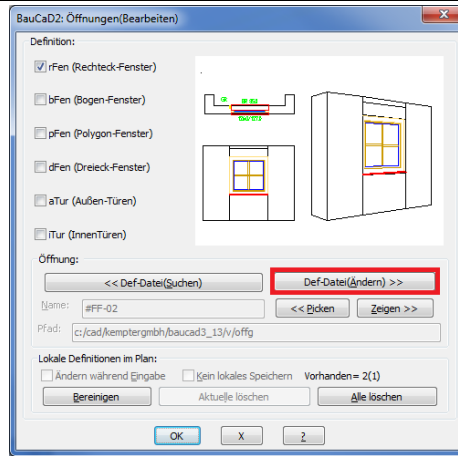 BauCaD2: Öffnungen(Bearbeiten)
Definition:
rFen (Rechteck-Fenster)
bFen (Bogen-Fenster)
pFen (Polygon-Fenster)
dFen (Dreieck-Fenster)
aTur (Außen-Türen)
iTur (InnenTüren)
Öffnung:
<< Def-Datei(Suchen) Def-Datei(Ändern) >>
Name: #FF-02 << Picken Zeigen >>
Pfad: c:/cad/kemptergmbh/baucad3_13/v/offg
Lokale Definitionen im Plan:
Ändern während Eingabe Kein lokales Speichern Vorhanden= 2(1)
Bereinigen Aktuelle löschen Alle löschen
OK X ?